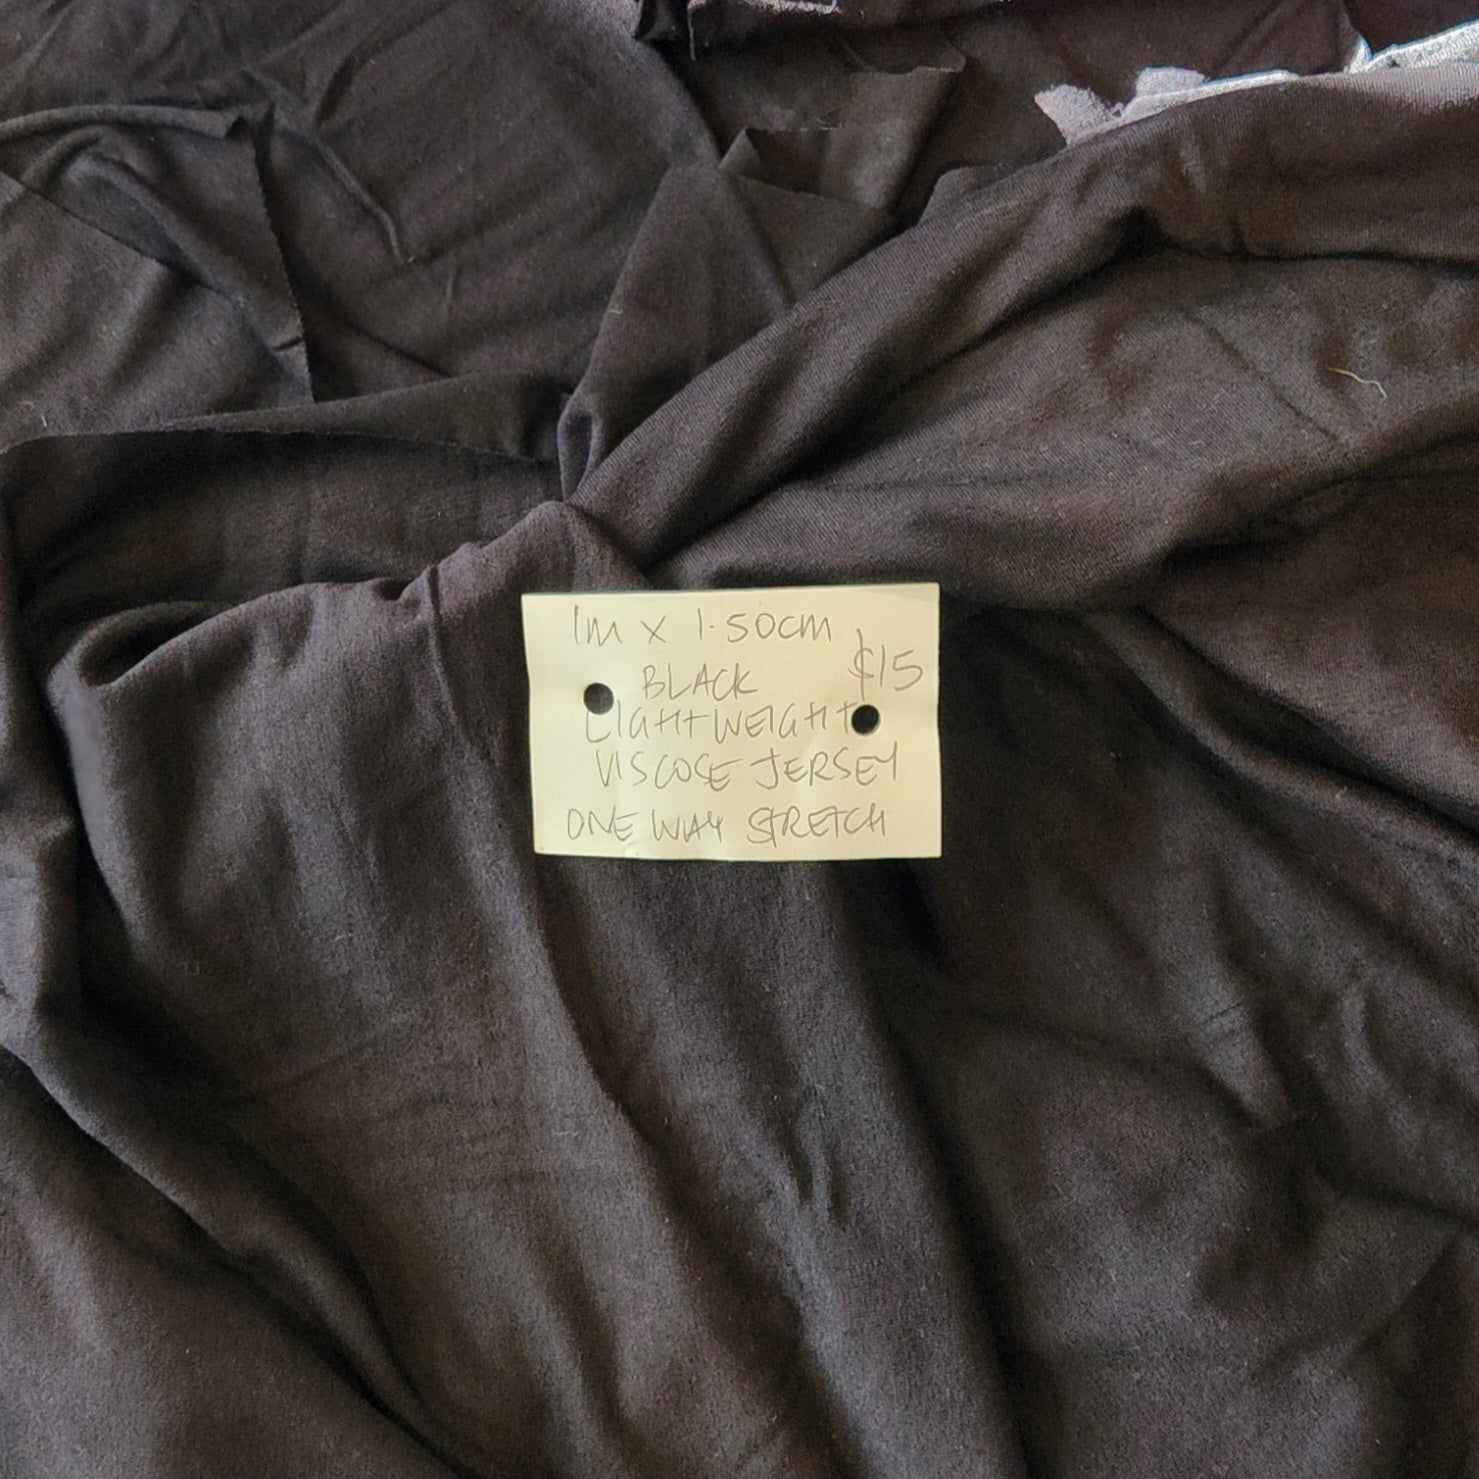 1m x 1.50cm
BLACK $15
LIGHTWEIGHT
VISCOSE JERSEY
ONE WAY STRETCH